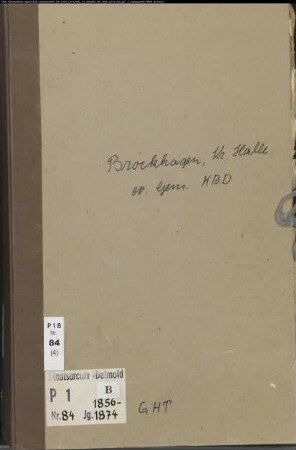 Brockhagen, Kr. Halle
ev. Gem. KBD
P 1 B
Nr.
84
(4)
Staatsarchiv Detmold
P 1 B
1856-
Nr. 84 Jg. 1874
GHT